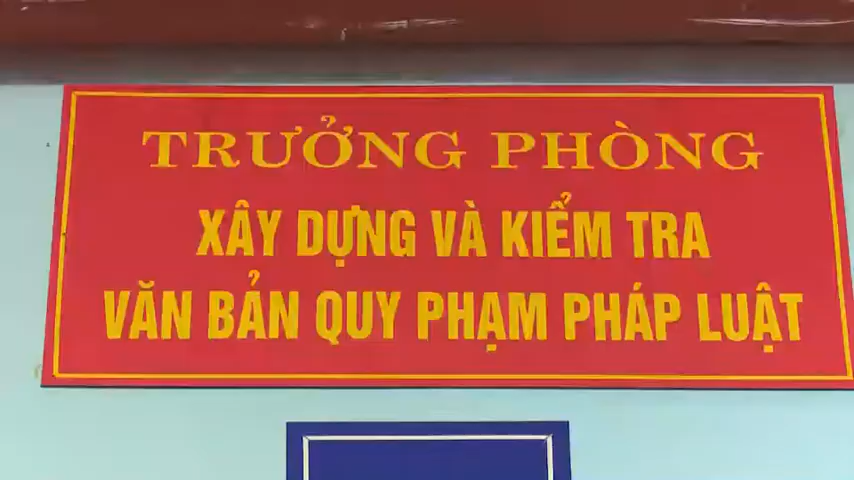 TRƯỞNG PHÒNG
XÂY DỰNG VÀ KIỂM TRA
VĂN BẢN QUY PHẠM PHÁP LUẬT